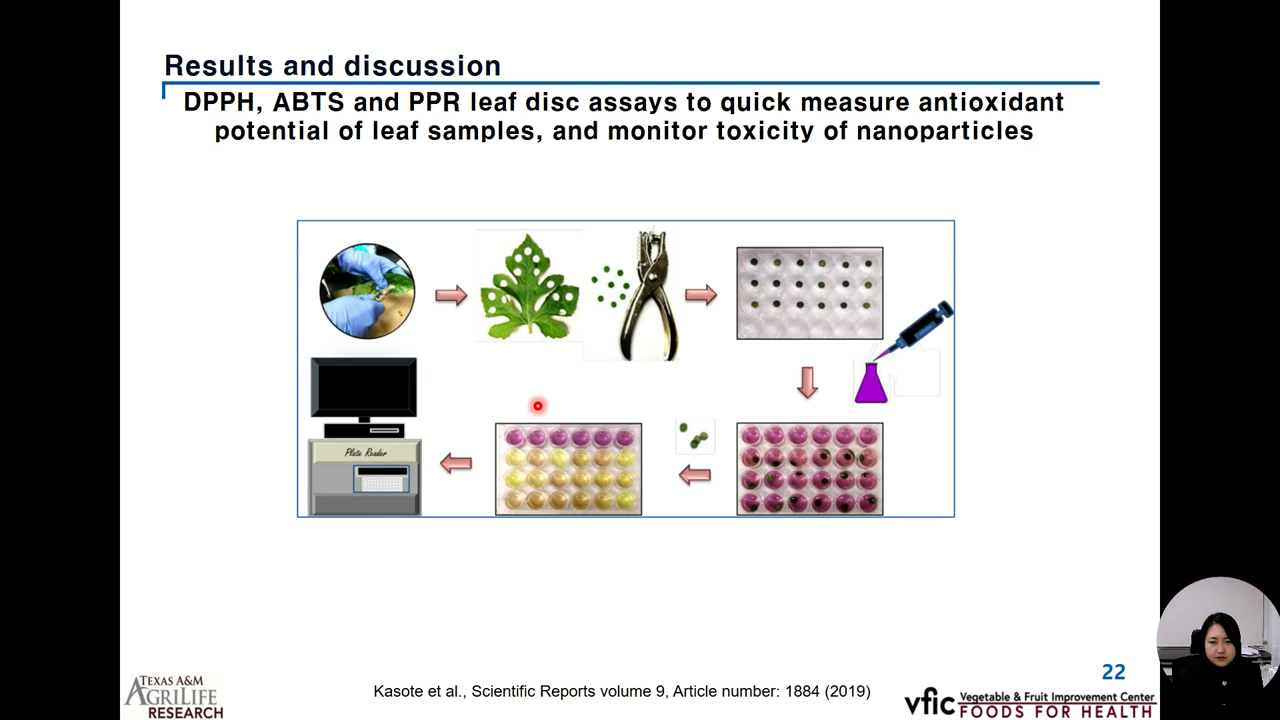 Results and discussion
DPPH, ABTS and PPR leaf disc assays to quick measure antioxidant
potential of leaf samples, and monitor toxicity of nanoparticles
Plate Reader
22
Kasote et al., Scientific Reports volume 9, Article number: 1884 (2019)
TEXAS A&M
AGRILIFE
RESEARCH
vfic Vegetable & Fruit Improvement Center
FOODS FOR HEALTH